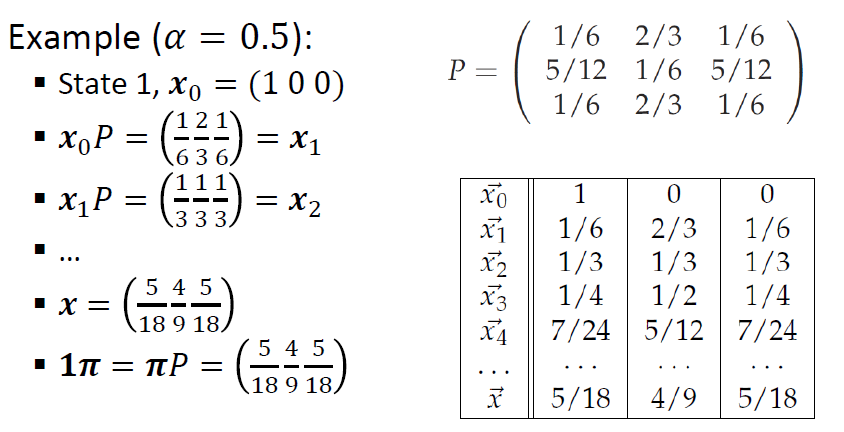 Example (α = 0.5):
▪ State 1, x₀ = (1 0 0)
▪ x₀P = (1/6 2/3 1/6) = x₁
▪ x₁P = (1/3 1/3 1/3) = x₂
▪ ...
▪ x = (5/18 4/9 5/18)
▪ 1π = πP = (5/18 4/9 5/18)
P = ( 1/6 2/3 1/6
5/12 1/6 5/12
1/6 2/3 1/6 )
x⃗₀ 1 0 0
x⃗₁ 1/6 2/3 1/6
x⃗₂ 1/3 1/3 1/3
x⃗₃ 1/4 1/2 1/4
x⃗₄ 7/24 5/12 7/24
... ... ... ...
x⃗ 5/18 4/9 5/18